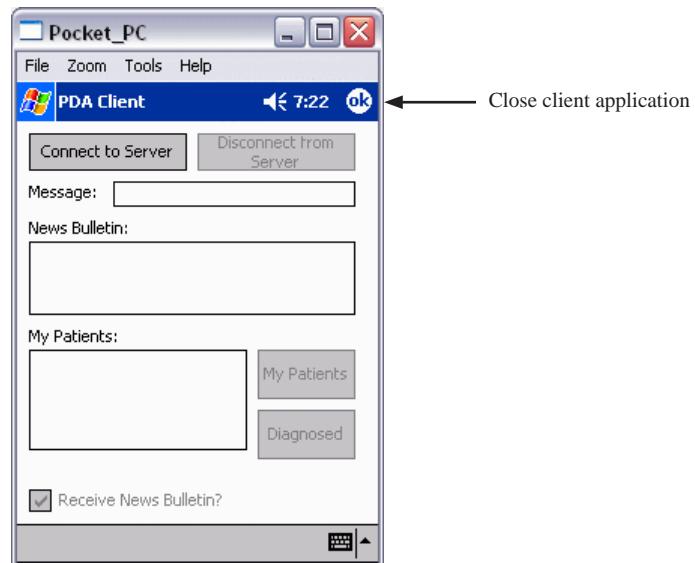 Pocket_PC
File Zoom Tools Help
PDA Client 7:22 ok
Close client application
Connect to Server
Disconnect from
Server
Message:
News Bulletin:
My Patients:
My Patients
Diagnosed
Receive News Bulletin?